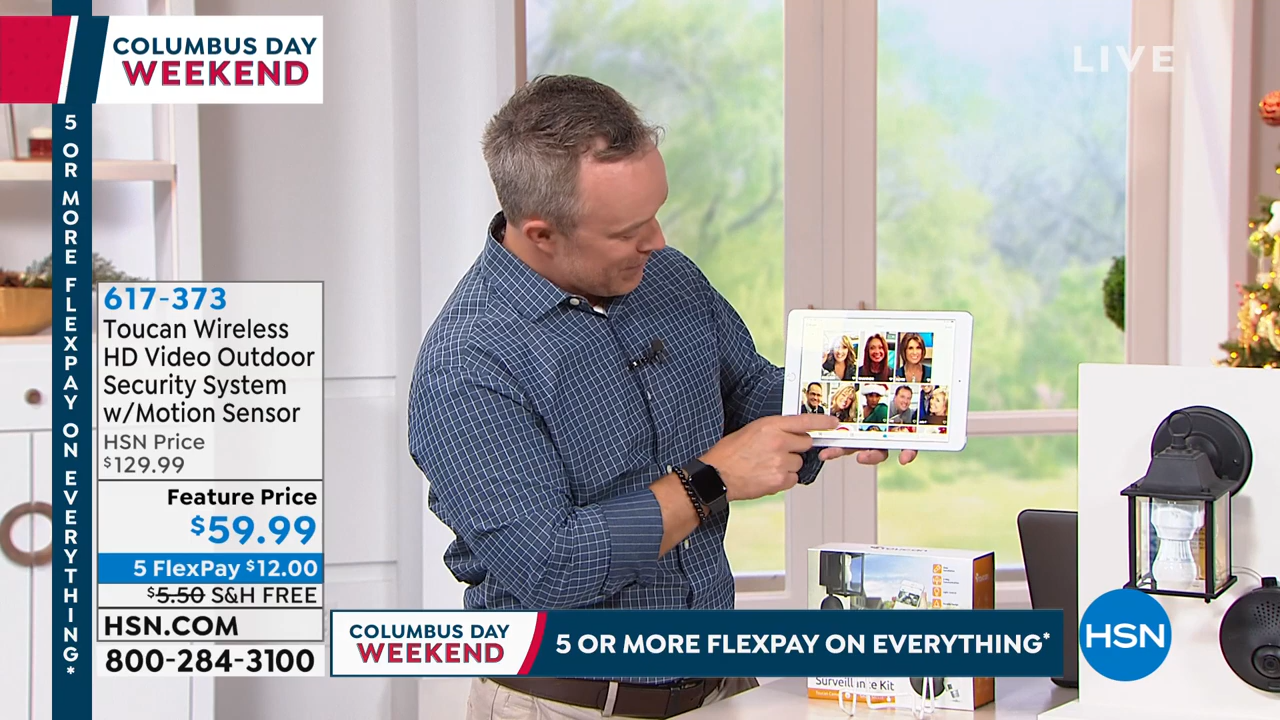 COLUMBUS DAY
WEEKEND
LIVE
5 OR MORE FLEXPAY ON EVERYTHING*
617-373
Toucan Wireless
HD Video Outdoor
Security System
w/Motion Sensor
HSN Price
$129.99
Feature Price
$59.99
5 FlexPay $12.00
$5.50 S&H FREE
HSN.COM
800-284-3100
COLUMBUS DAY
WEEKEND
5 OR MORE FLEXPAY ON EVERYTHING*
HSN
Kit